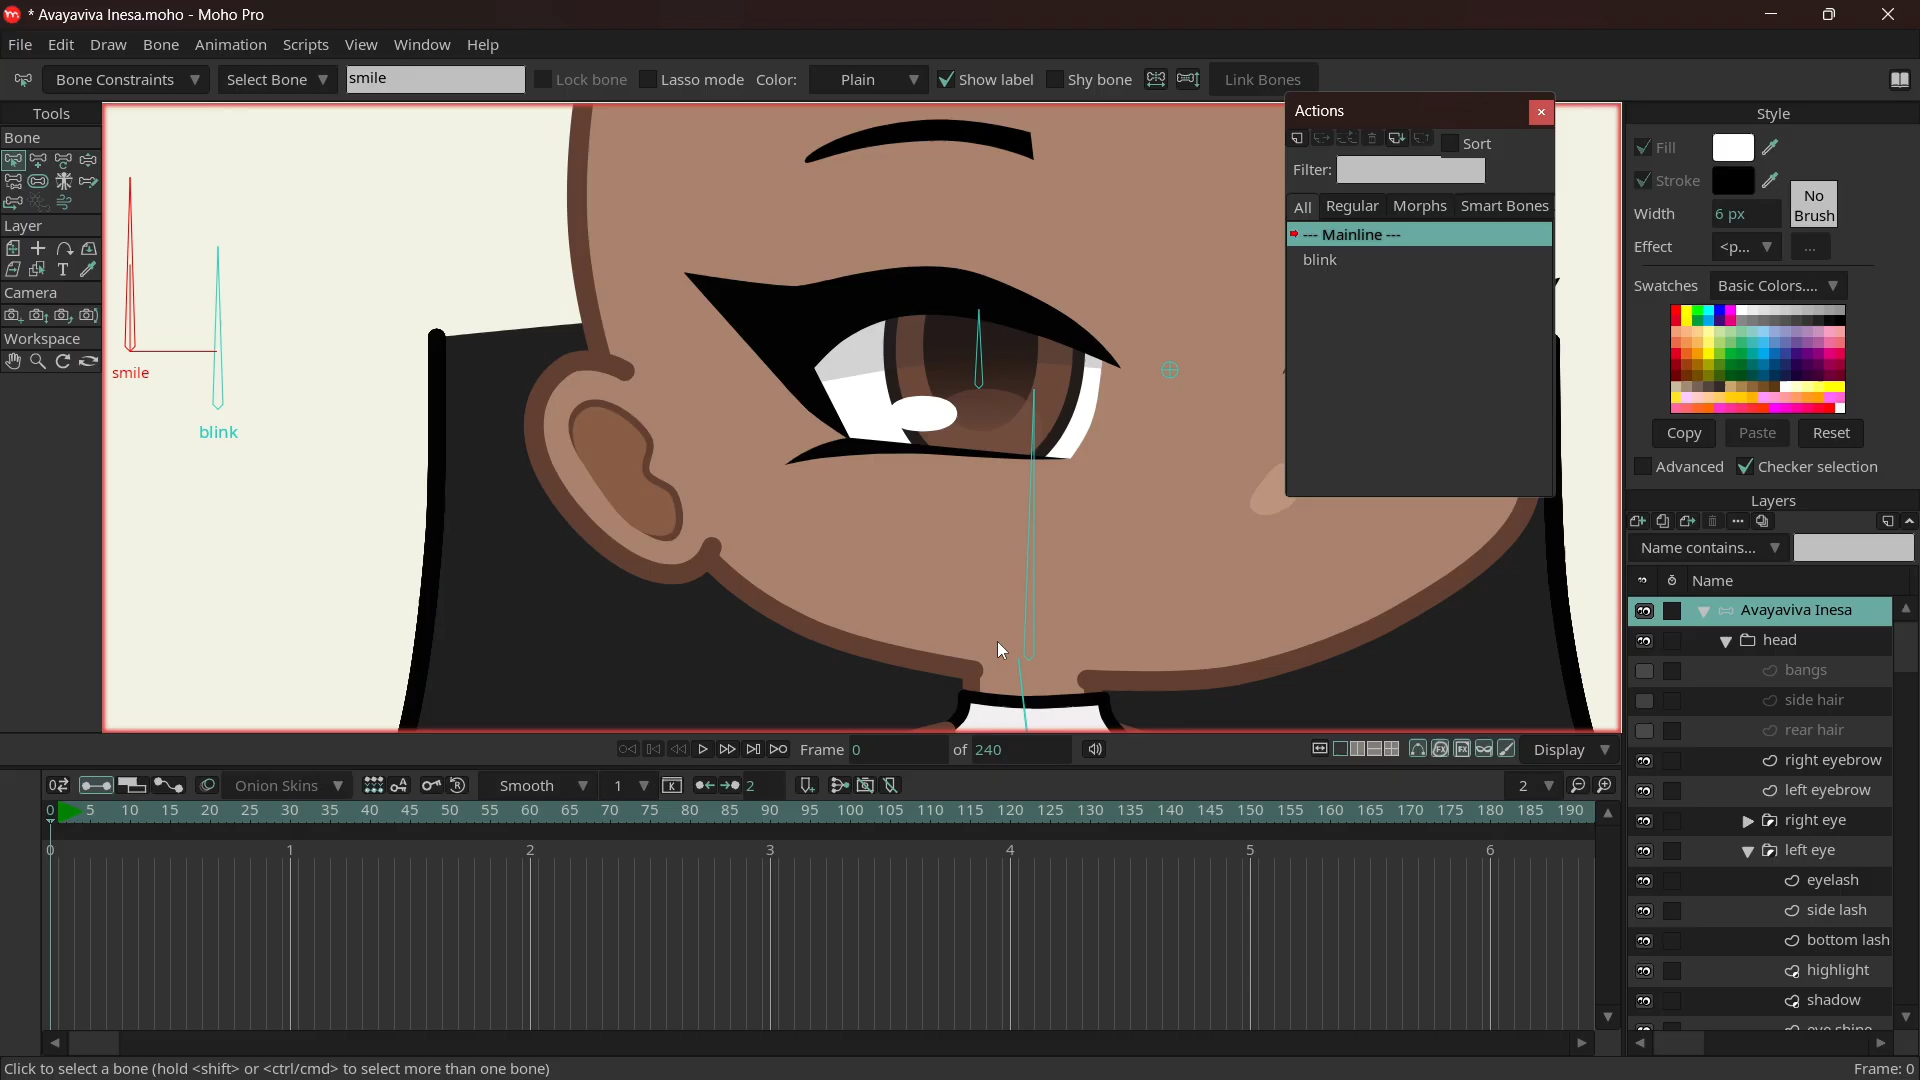 * Avayaviva Inesa.moho - Moho Pro
File Edit Draw Bone Animation Scripts View Window Help
Bone Constraints Select Bone smile Lock bone Lasso mode Color: Plain Show label Shy bone Link Bones
Tools
Bone
Layer
Camera
Workspace
smile
blink
Actions
Sort
Filter:
All Regular Morphs Smart Bones
--- Mainline ---
blink
Style
Fill
Stroke
No Brush
Width 6 px
Effect <p... ...
Swatches Basic Colors....
Copy Paste Reset
Advanced Checker selection
Layers
Name contains...
Name
Avayaviva Inesa
head
bangs
side hair
rear hair
right eyebrow
left eyebrow
right eye
left eye
eyelash
side lash
bottom lash
highlight
shadow
eye shine
Frame 0 of 240 Display
Onion Skins Smooth 1 2 2
0 5 10 15 20 25 30 35 40 45 50 55 60 65 70 75 80 85 90 95 100 105 110 115 120 125 130 135 140 145 150 155 160 165 170 175 180 185 190
0 1 2 3 4 5 6
Click to select a bone (hold <shift> or <ctrl/cmd> to select more than one bone)
Frame: 0